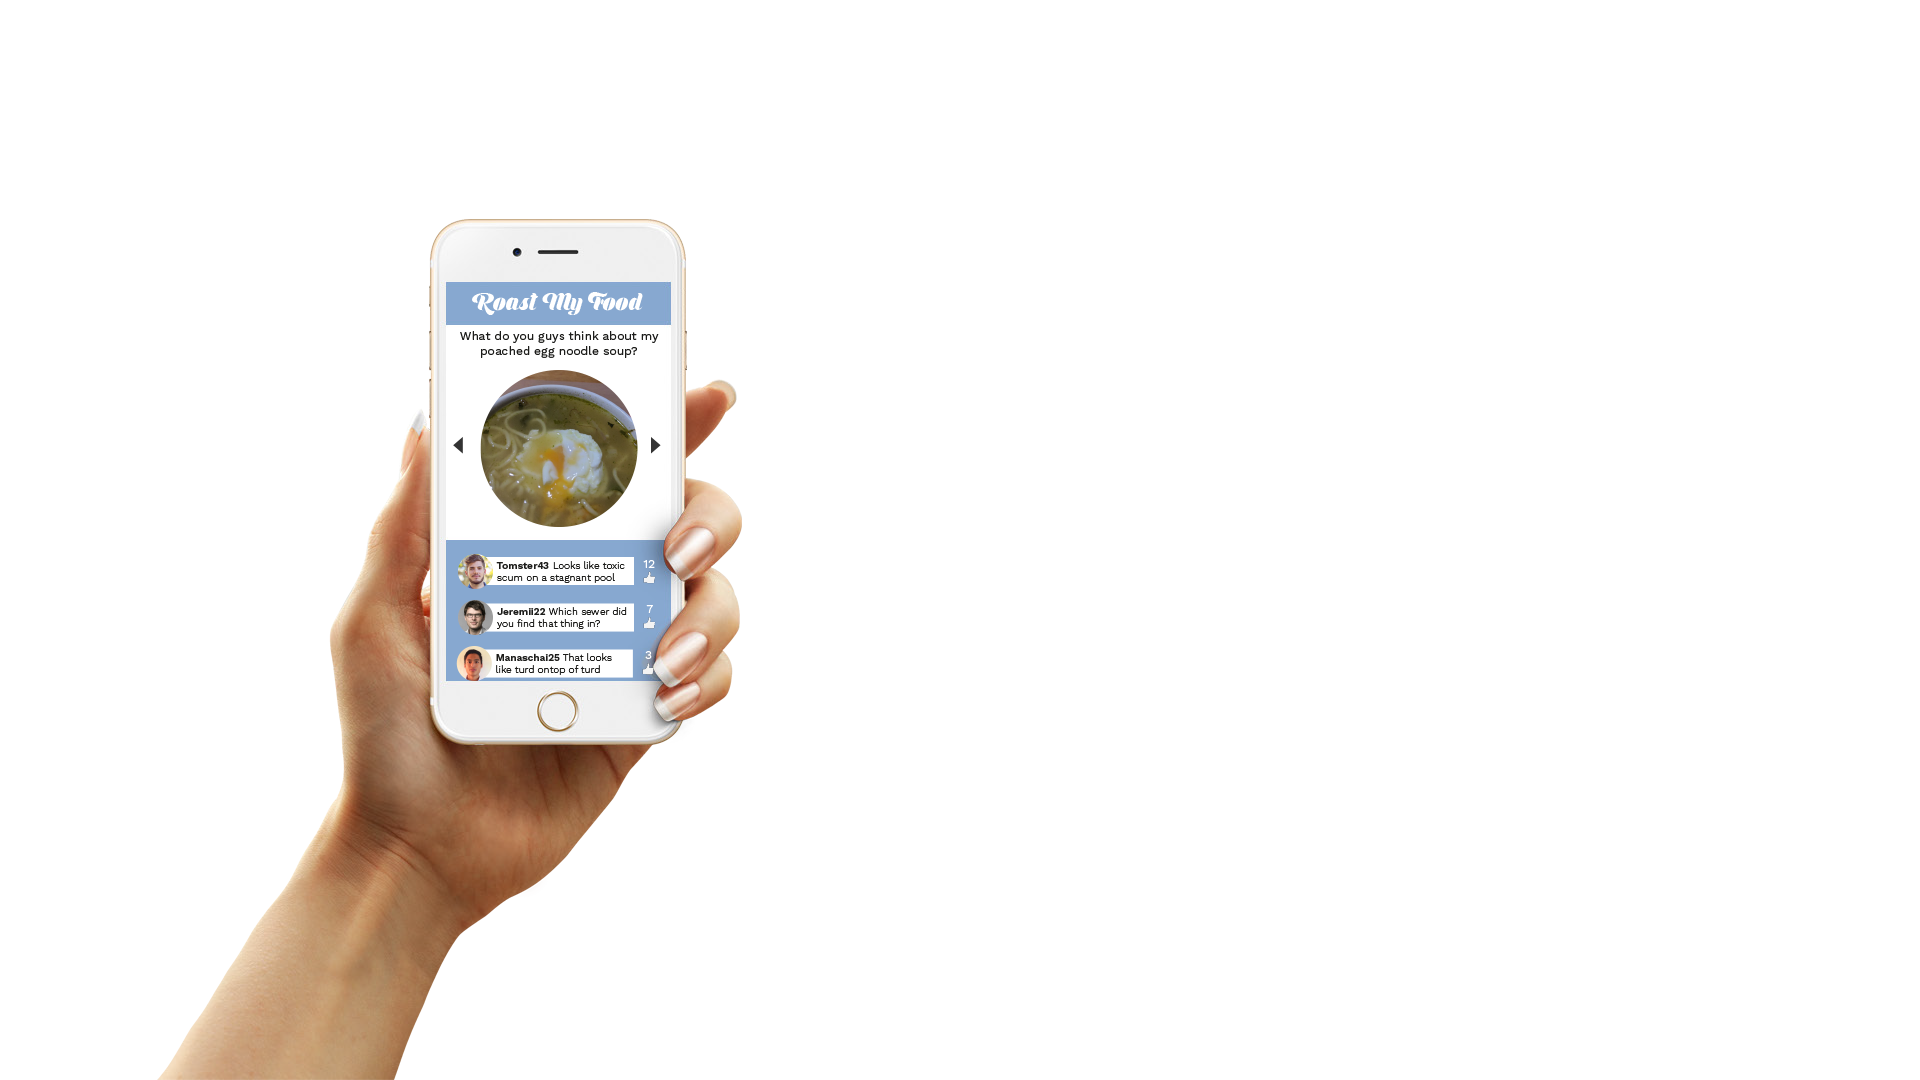 Roast My Food
What do you guys think about my
poached egg noodle soup?
Tomster43 Looks like toxic
scum on a stagnant pool
12
Jeremii22 Which sewer did
you find that thing in?
7
Manaschai25 That looks
like turd ontop of turd
3